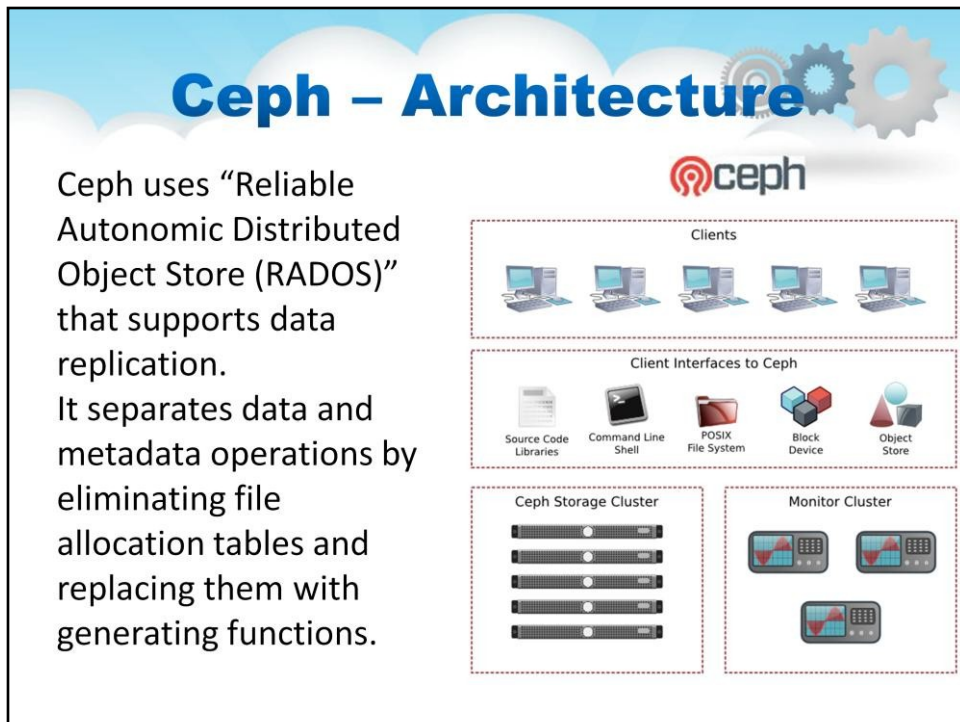 Ceph – Architecture
Ceph uses “Reliable
Autonomic Distributed
Object Store (RADOS)”
that supports data
replication.
It separates data and
metadata operations by
eliminating file
allocation tables and
replacing them with
generating functions.
ceph
Clients
Client Interfaces to Ceph
Source Code
Libraries
Command Line
Shell
POSIX
File System
Block
Device
Object
Store
Ceph Storage Cluster
Monitor Cluster